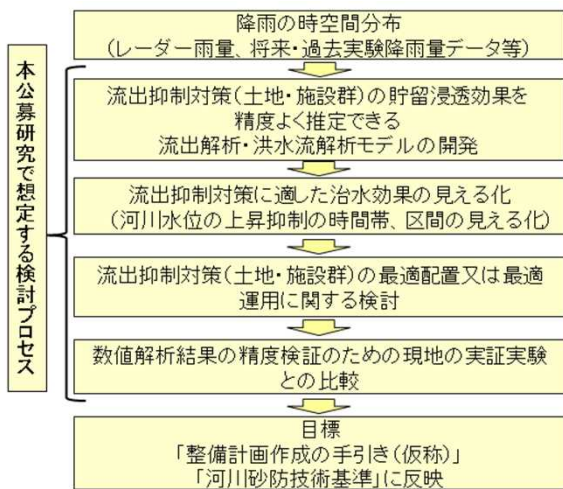 降雨の時空間分布
(レーダー雨量、将来・過去実験降雨量データ等)
本公募研究で想定する検討プロセス
流出抑制対策(土地・施設群)の貯留浸透効果を
精度よく推定できる
流出解析・洪水流解析モデルの開発
流出抑制対策に適した治水効果の見える化
(河川水位の上昇抑制の時間帯、区間の見える化)
流出抑制対策(土地・施設群)の最適配置又は最適
運用に関する検討
数値解析結果の精度検証のための現地の実証実験
との比較
目標
「整備計画作成の手引き(仮称)」
「河川砂防技術基準」に反映